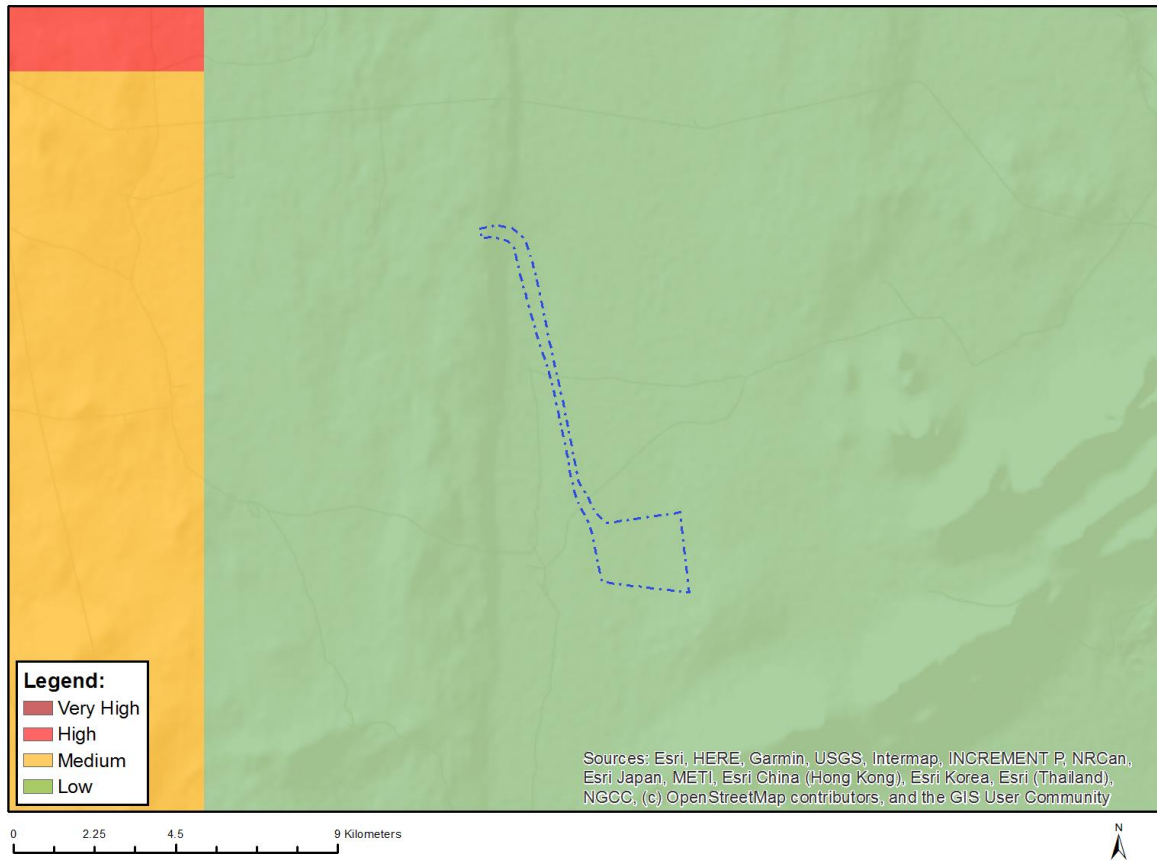 Legend:
Very High
High
Medium
Low
Sources: Esri, HERE, Garmin, USGS, Intermap, INCREMENT P, NRCan,
Esri Japan, METI, Esri China (Hong Kong), Esri Korea, Esri (Thailand),
NGCC, (c) OpenStreetMap contributors, and the GIS User Community
0 2.25 4.5 9 Kilometers
N